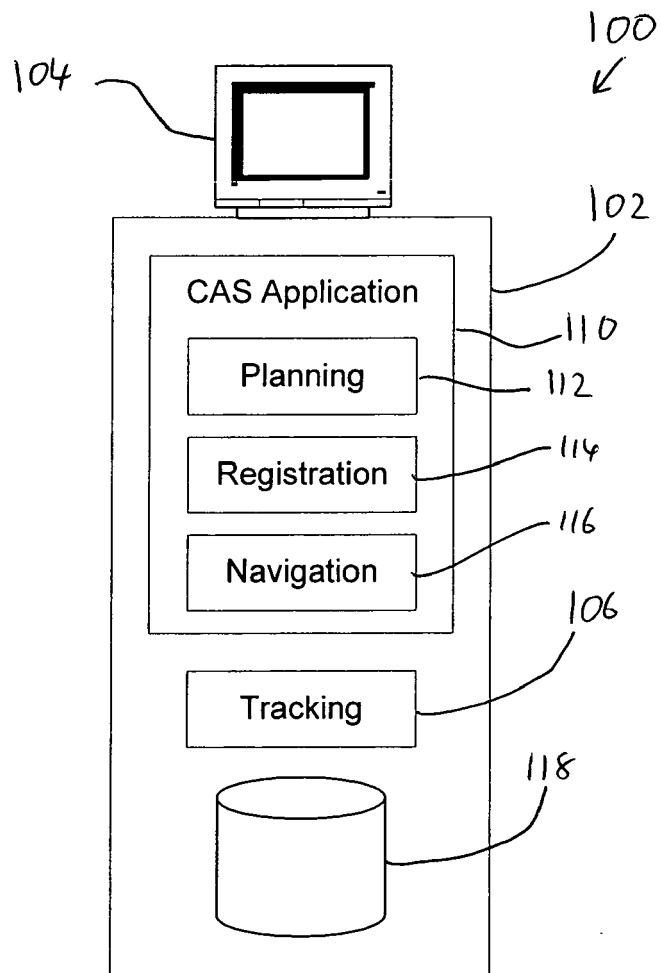 100
104
102
CAS Application
110
Planning
112
Registration
114
Navigation
116
106
Tracking
118